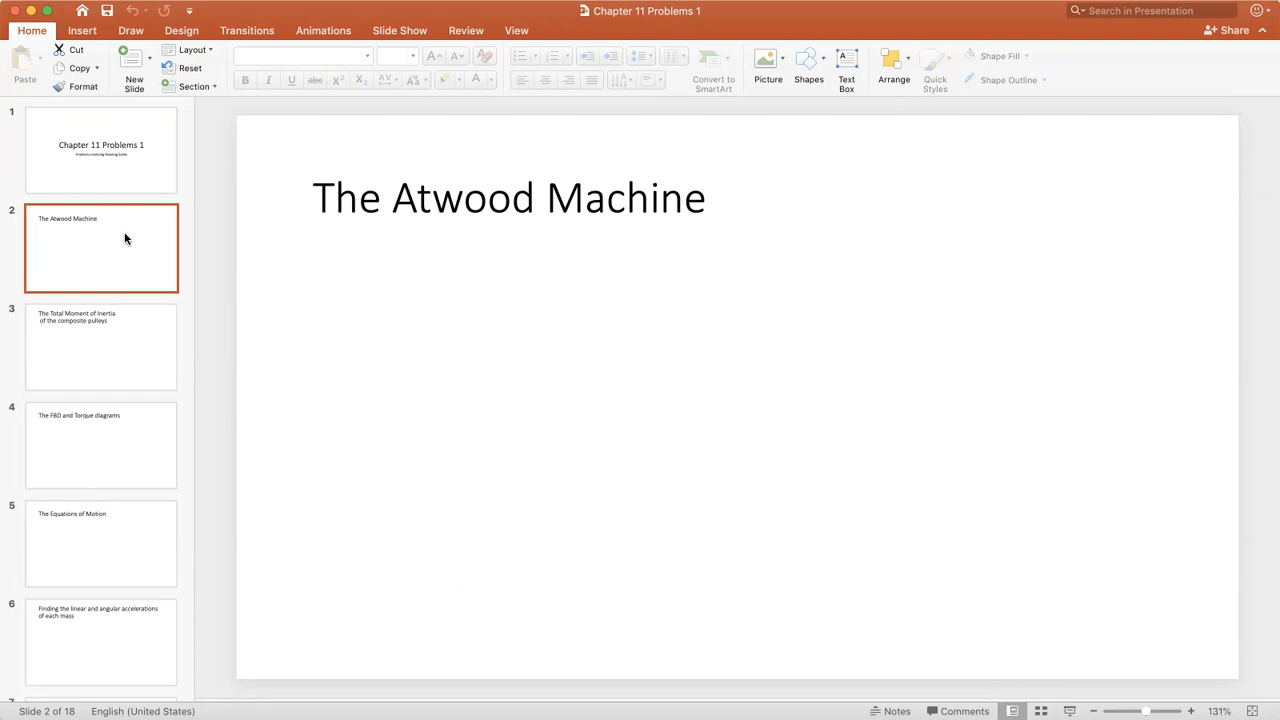 Chapter 11 Problems 1
Search in Presentation
Home Insert Draw Design Transitions Animations Slide Show Review View Share
Paste Cut Copy Format
New Slide Layout Reset Section
Convert to SmartArt
Picture Shapes Text Box Arrange Quick Styles Shape Fill Shape Outline
1
Chapter 11 Problems 1
2
The Atwood Machine
3
The Total Moment of Inertia
of the composite pulleys
4
The FBD and Torque diagrams
5
The Equations of Motion
6
Finding the linear and angular accelerations
of each mass
The Atwood Machine
Slide 2 of 18 English (United States) Notes Comments 131%